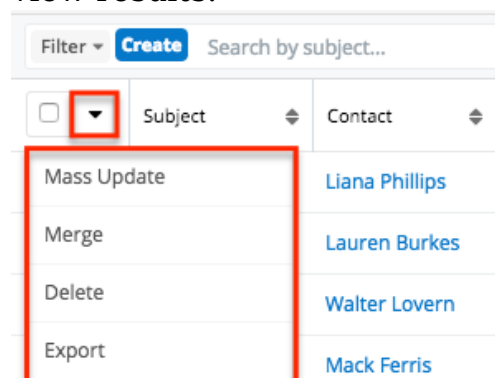 Filter Create Search by subject...
Subject Contact
Mass Update Liana Phillips
Merge Lauren Burkes
Delete Walter Lovern
Export Mack Ferris